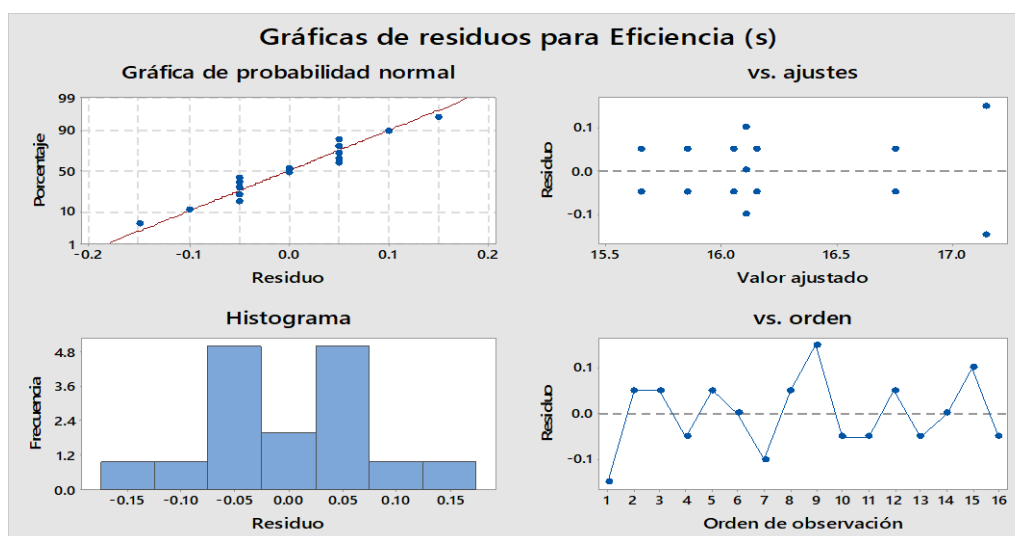 Gráficas de residuos para Eficiencia (s)
Gráfica de probabilidad normal
99
90
50
10
1
Porcentaje
-0.2 -0.1 0.0 0.1 0.2
Residuo
vs. ajustes
0.1
0.0
-0.1
Residuo
15.5 16.0 16.5 17.0
Valor ajustado
Histograma
4.8
3.6
2.4
1.2
0.0
Frecuencia
-0.15 -0.10 -0.05 0.00 0.05 0.10 0.15
Residuo
vs. orden
0.1
0.0
-0.1
Residuo
1 2 3 4 5 6 7 8 9 10 11 12 13 14 15 16
Orden de observación